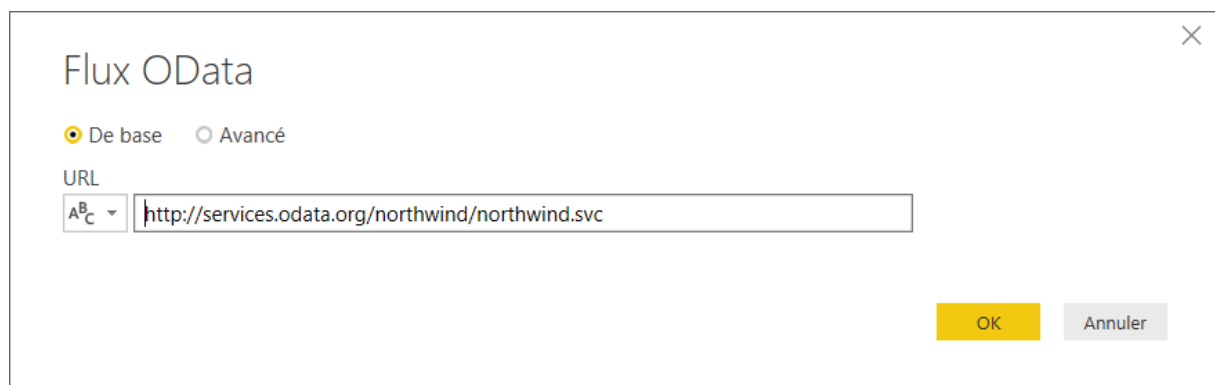 Flux OData
De base Avancé
URL
ABC http://services.odata.org/northwind/northwind.svc
OK Annuler